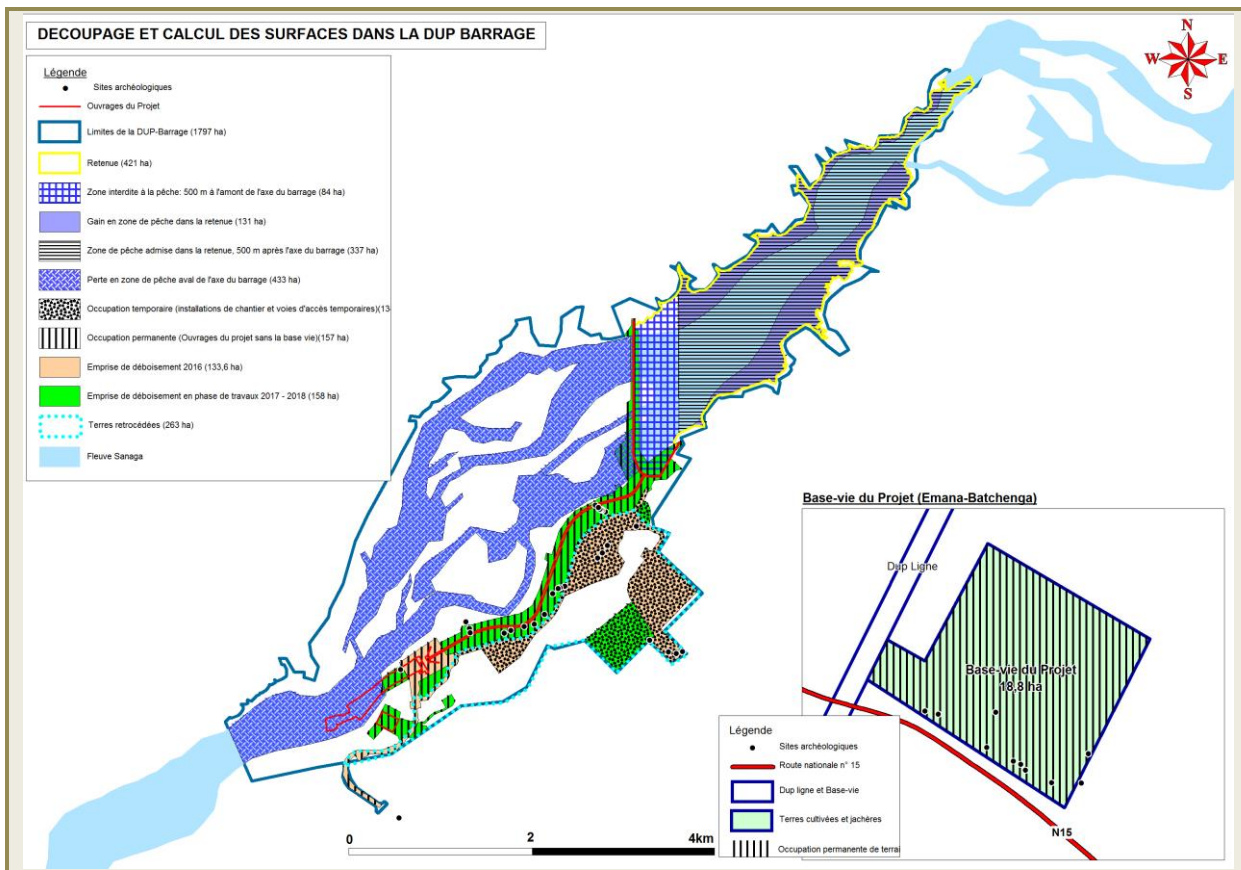 DECOUPAGE ET CALCUL DES SURFACES DANS LA DUP BARRAGE
N
W
E
S
Légende
Sites archéologiques
Ouvrages du Projet
Limites de la DUP-Barrage (1797 ha)
Retenue (421 ha)
Zone interdite à la pêche: 500 m à l'amont de l'axe du barrage (84 ha)
Gain en zone de pêche dans la retenue (131 ha)
Zone de pêche admise dans la retenue, 500 m après l'axe du barrage (337 ha)
Perte en zone de pêche aval de l'axe du barrage (433 ha)
Occupation temporaire (installations de chantier et voies d'accès temporaires)(13
Occupation permanente (Ouvrages du projet sans la base vie)(157 ha)
Emprise de déboisement 2016 (133,6 ha)
Emprise de déboisement en phase de travaux 2017 - 2018 (158 ha)
Terres retrocédées (263 ha)
Fleuve Sanaga
Base-vie du Projet (Emana-Batchenga)
Dup Ligne
Base-vie du Projet
18,8 ha
N15
Légende
Sites archéologiques
Route nationale n° 15
Dup ligne et Base-vie
Terres cultivées et jachères
Occupation permanente de terrai
0
2
4km